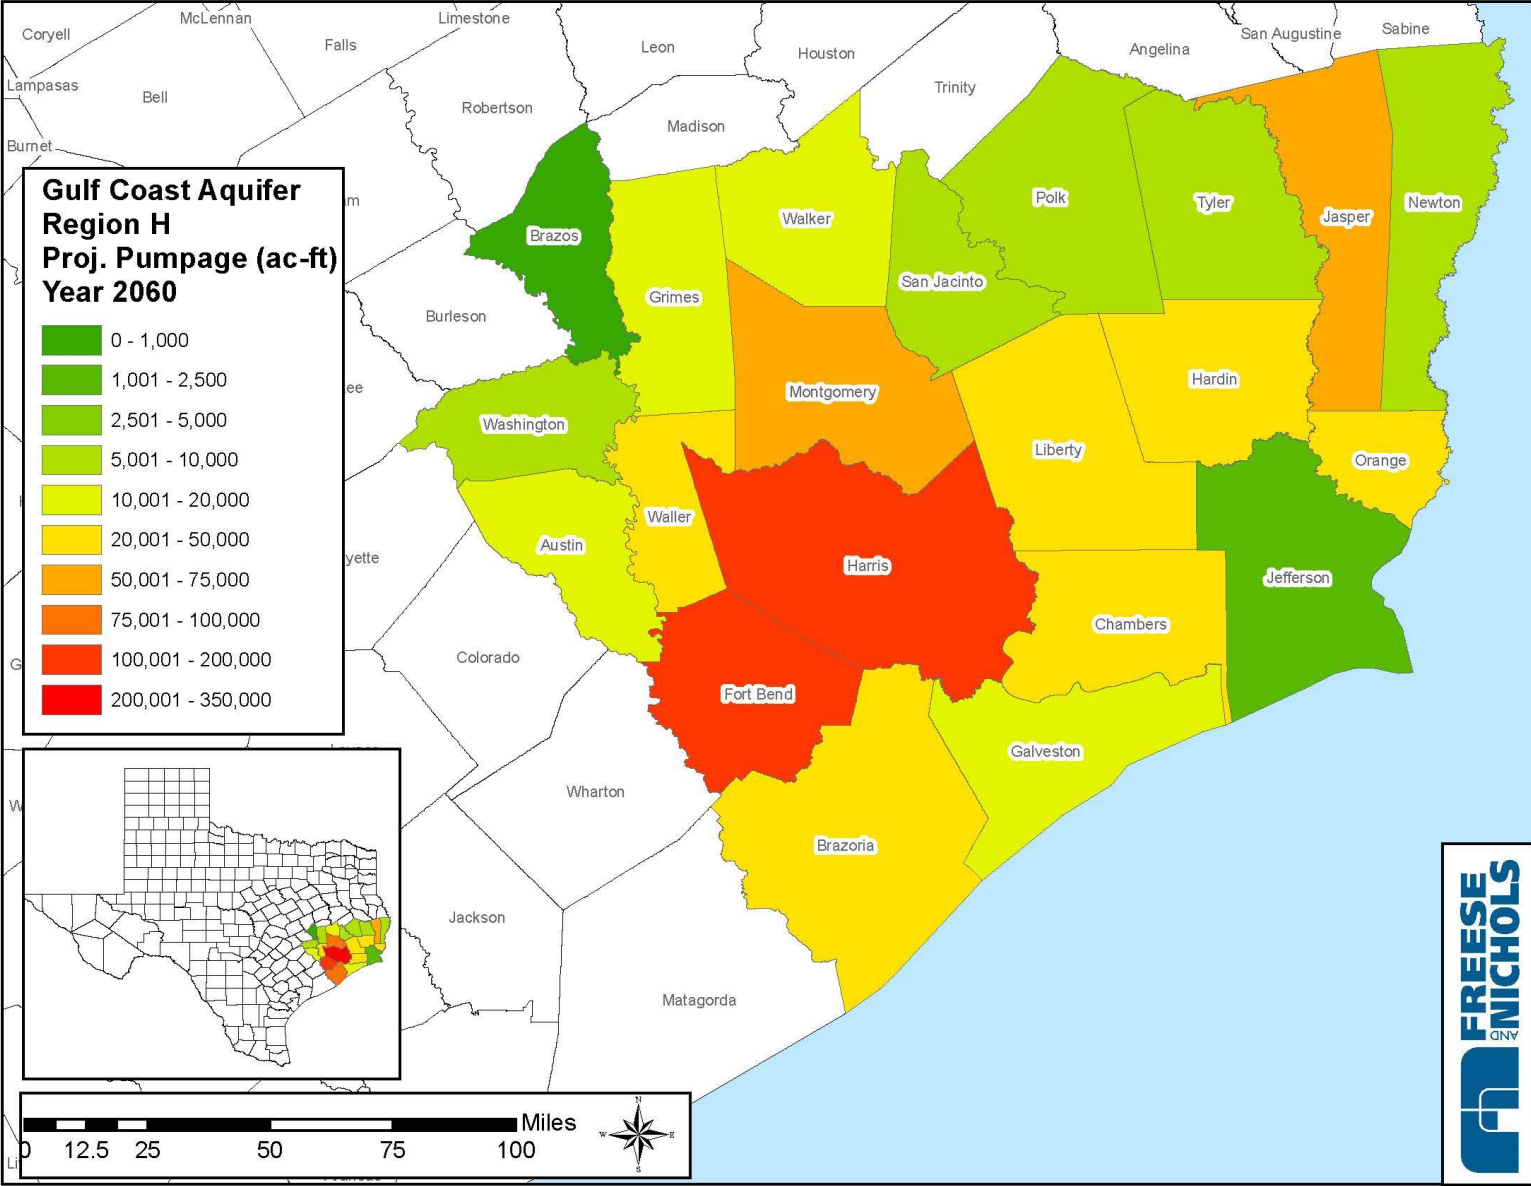 McLennan
Limestone
Coryell
Falls
Leon
Houston
Angelina
San Augustine
Sabine
Lampasas
Bell
Robertson
Trinity
Madison
Burnet
Gulf Coast Aquifer
Region H
Proj. Pumpage (ac-ft)
Year 2060
0 - 1,000
1,001 - 2,500
2,501 - 5,000
5,001 - 10,000
10,001 - 20,000
20,001 - 50,000
50,001 - 75,000
75,001 - 100,000
100,001 - 200,000
200,001 - 350,000
am
ee
yette
Brazos
Walker
Polk
Tyler
Jasper
Newton
Grimes
San Jacinto
Burleson
Washington
Montgomery
Hardin
Liberty
Orange
Waller
Austin
Harris
Jefferson
Chambers
Colorado
Fort Bend
Galveston
Wharton
Brazoria
Jackson
Matagorda
G
W
Li
0 12.5 25 50 75 100 Miles
N
W E
S
FREESE
AND NICHOLS